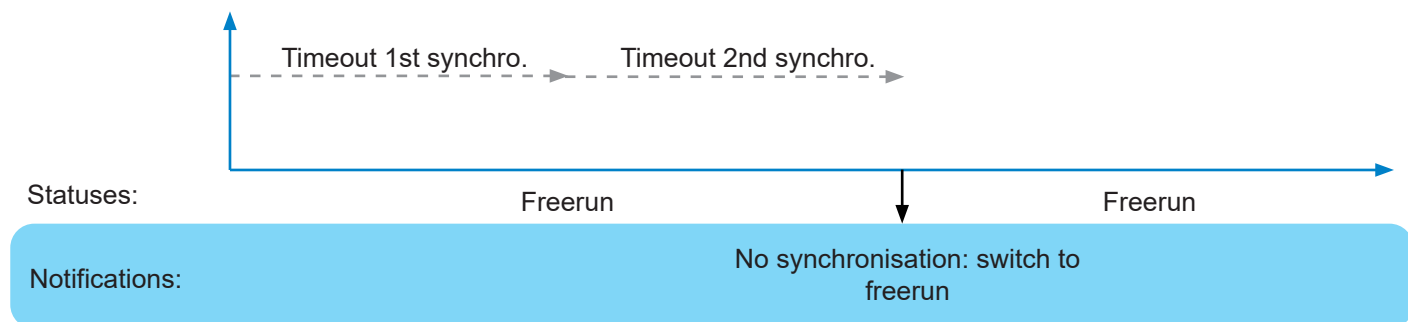 Timeout 1st synchro.
Timeout 2nd synchro.
Statuses:
Freerun
Freerun
Notifications:
No synchronisation: switch to
freerun